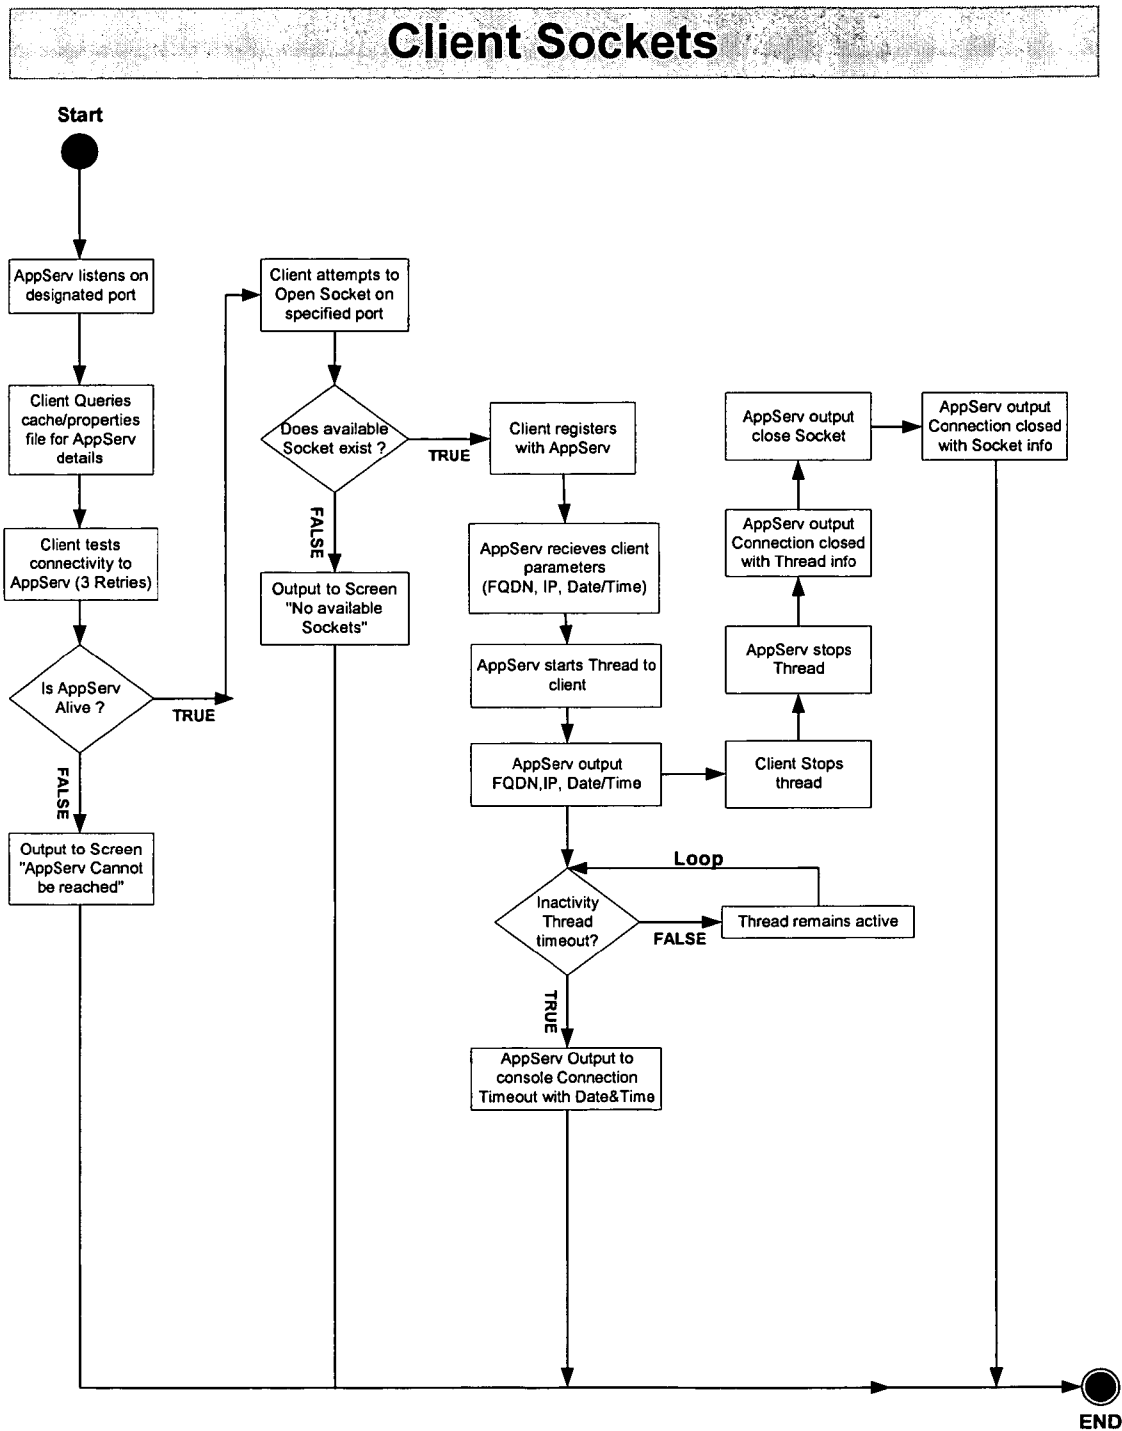 Client Sockets
Start
AppServ listens on
designated port
Client Queries
cache/properties
file for AppServ
details
Client tests
connectivity to
AppServ (3 Retries)
Is AppServ
Alive ?
TRUE
FALSE
Output to Screen
"AppServ Cannot
be reached"
Client attempts to
Open Socket on
specified port
Does available
Socket exist ?
TRUE
FALSE
Output to Screen
"No available
Sockets"
Client registers
with AppServ
AppServ recieves client
parameters
(FQDN, IP, Date/Time)
AppServ starts Thread to
client
AppServ output
FQDN,IP, Date/Time
Loop
Inactivity
Thread
timeout?
FALSE
Thread remains active
TRUE
AppServ Output to
console Connection
Timeout with Date&Time
Client Stops
thread
AppServ stops
Thread
AppServ output
Connection closed
with Thread info
AppServ output
close Socket
AppServ output
Connection closed
with Socket info
END